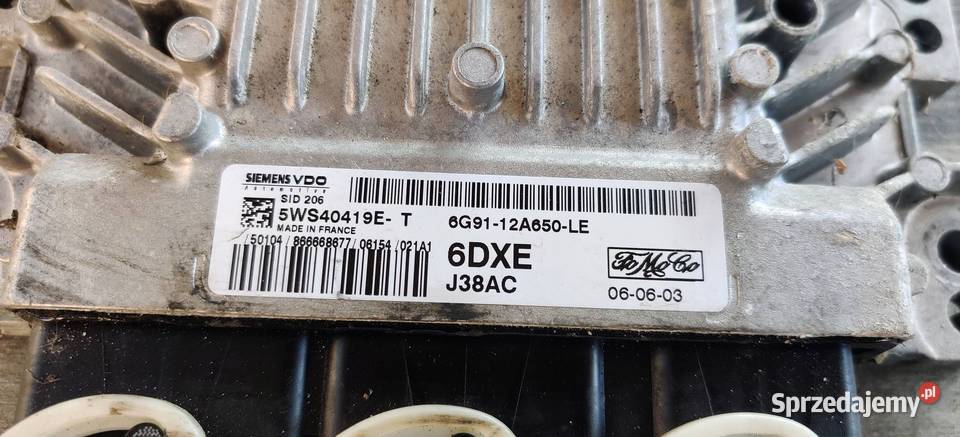 SIEMENS VDO
Automotive
SID 206
5WS40419E- T
MADE IN FRANCE
/ 50104 / 866668677 / 06154 / 021A1
6G91-12A650-LE
6DXE
J38AC
FoMoCo
06-06-03
Sprzedajemy.pl